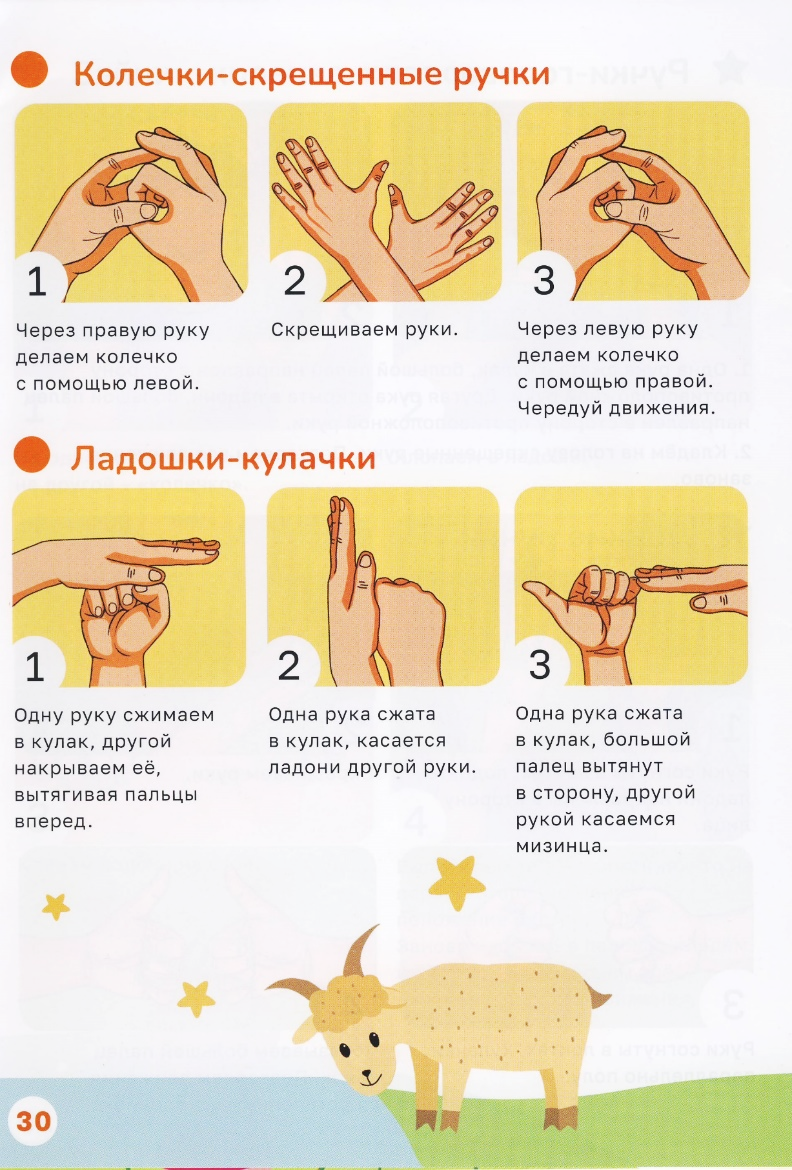 Колечки-скрещенные ручки
1
Через правую руку
делаем колечко
с помощью левой.
2
Скрещиваем руки.
3
Через левую руку
делаем колечко
с помощью правой.
Чередуй движения.
Ладошки-кулачки
1
Одну руку сжимаем
в кулак, другой
накрываем её,
вытягивая пальцы
вперед.
2
Одна рука сжата
в кулак, касается
ладони другой руки.
3
Одна рука сжата
в кулак, большой
палец вытянут
в сторону, другой
рукой касаемся
мизинца.
30